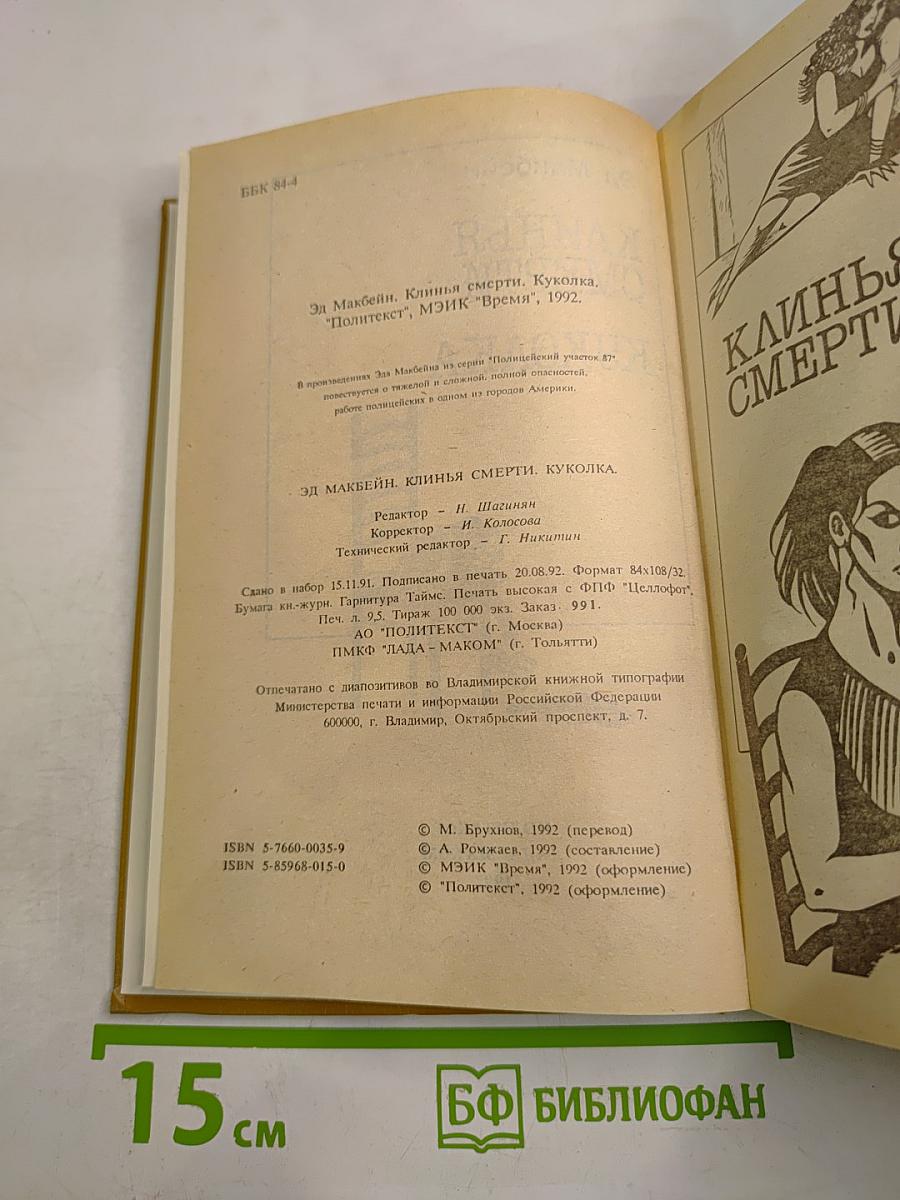 ББК 84-4
Эд Макбейн. Клинья смерти. Куколка.
"Политекст", МЭИК "Время", 1992.
В произведениях Эда Макбейна из серии "Полицейский участок 87"
повествуется о тяжелой и сложной, полной опасностей,
работе полицейских в одном из городов Америки.
ЭД МАКБЕЙН. КЛИНЬЯ СМЕРТИ. КУКОЛКА.
Редактор – Н. Шагинян
Корректор – И. Колосова
Технический редактор – Г. Никитин
Сдано в набор 15.11.91. Подписано в печать 20.08.92. Формат 84х108/32.
Бумага кн.-журн. Гарнитура Таймс. Печать высокая с ФПФ "Целлофот".
Печ. л. 9,5. Тираж 100 000 экз. Заказ 991.
АО "ПОЛИТЕКСТ" (г. Москва)
ПМКФ "ЛАДА – МАКОМ" (г. Тольятти)
Отпечатано с диапозитивов во Владимирской книжной типографии
Министерства печати и информации Российской Федерации
600000, г. Владимир, Октябрьский проспект, д. 7.
ISBN 5-7660-0035-9
ISBN 5-85968-015-0
© М. Брухнов, 1992 (перевод)
© А. Ромжаев, 1992 (составление)
© МЭИК "Время", 1992 (оформление)
© "Политекст", 1992 (оформление)
КЛИНЬЯ
СМЕРТИ
15 см
БФ БИБЛИОФАН